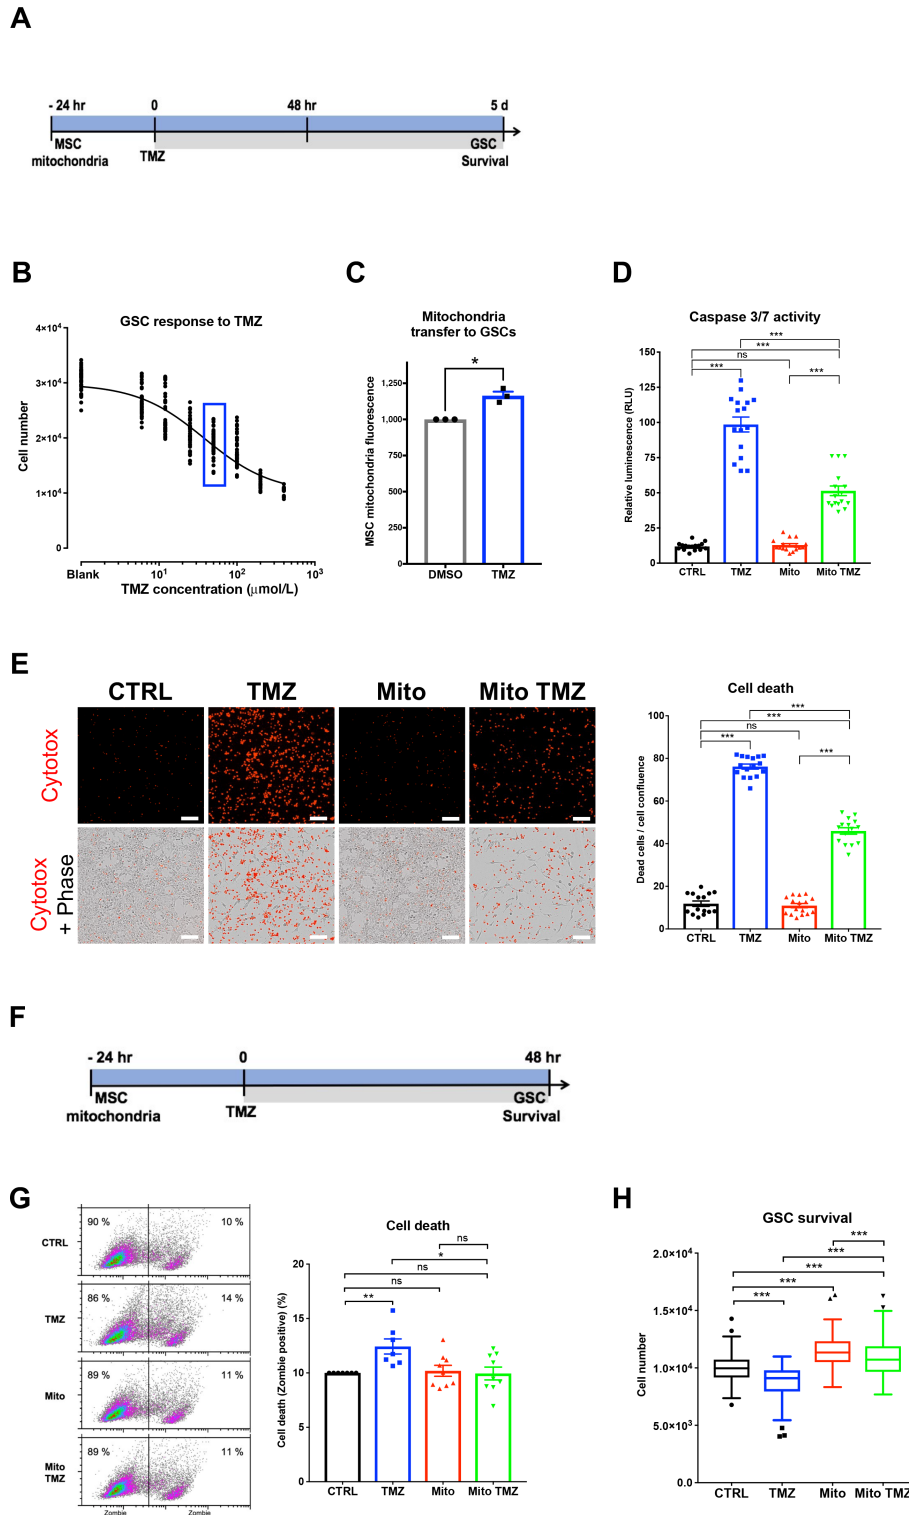 A
- 24 hr 0 48 hr 5 d
MSC
mitochondria
TMZ
GSC
Survival
B
GSC response to TMZ
Cell number
4×10⁴
3×10⁴
2×10⁴
1×10⁴
0
Blank 10¹ 10² 10³
TMZ concentration (μmol/L)
C
Mitochondria
transfer to GSCs
MSC mitochondria fluorescence
*
1,250
1,000
750
500
250
0
DMSO TMZ
D
Caspase 3/7 activity
Relative luminescence (RLU)
***
***
ns
*** ***
150
125
100
75
50
25
0
CTRL TMZ Mito Mito TMZ
E
CTRL TMZ Mito Mito TMZ
Cytotox
Cytotox
+ Phase
Cell death
Dead cells / cell confluence
***
***
ns
***
***
100
80
60
40
20
0
CTRL TMZ Mito Mito TMZ
F
- 24 hr 0 48 hr
MSC
mitochondria
TMZ
GSC
Survival
G
CTRL
90 % 10 %
TMZ
86 % 14 %
Mito
89 % 11 %
Mito
TMZ
89 % 11 %
Zombie Zombie
Cell death
Cell death (Zombie positive) (%)
ns
*
ns
ns
**
20
15
10
5
0
CTRL TMZ Mito Mito TMZ
H
GSC survival
Cell number
***
***
***
***
***
2.0×10⁴
1.5×10⁴
1.0×10⁴
5.0×10³
0.0
CTRL TMZ Mito Mito TMZ